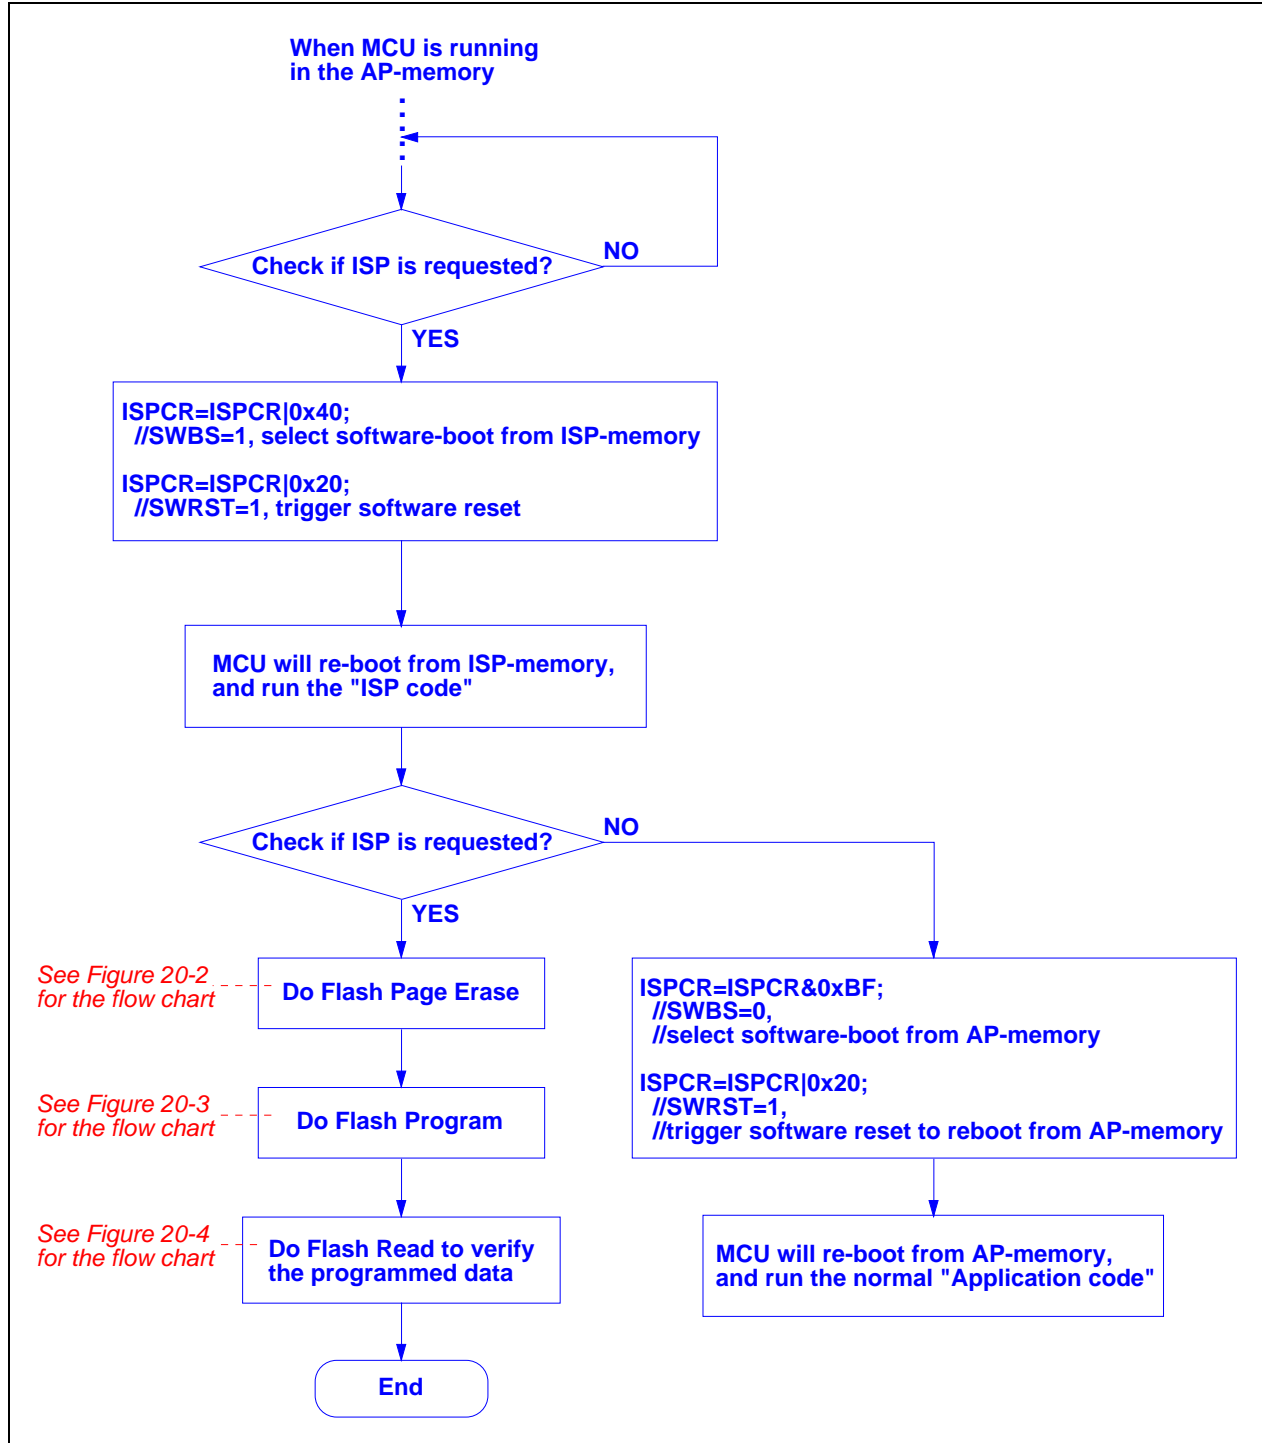 When MCU is running
in the AP-memory
Check if ISP is requested?
NO
YES
ISPCR=ISPCR|0x40;
//SWBS=1, select software-boot from ISP-memory
ISPCR=ISPCR|0x20;
//SWRST=1, trigger software reset
MCU will re-boot from ISP-memory,
and run the "ISP code"
Check if ISP is requested?
NO
YES
See Figure 20-2
for the flow chart
Do Flash Page Erase
See Figure 20-3
for the flow chart
Do Flash Program
See Figure 20-4
for the flow chart
Do Flash Read to verify
the programmed data
End
ISPCR=ISPCR&0xBF;
//SWBS=0,
//select software-boot from AP-memory
ISPCR=ISPCR|0x20;
//SWRST=1,
//trigger software reset to reboot from AP-memory
MCU will re-boot from AP-memory,
and run the normal "Application code"